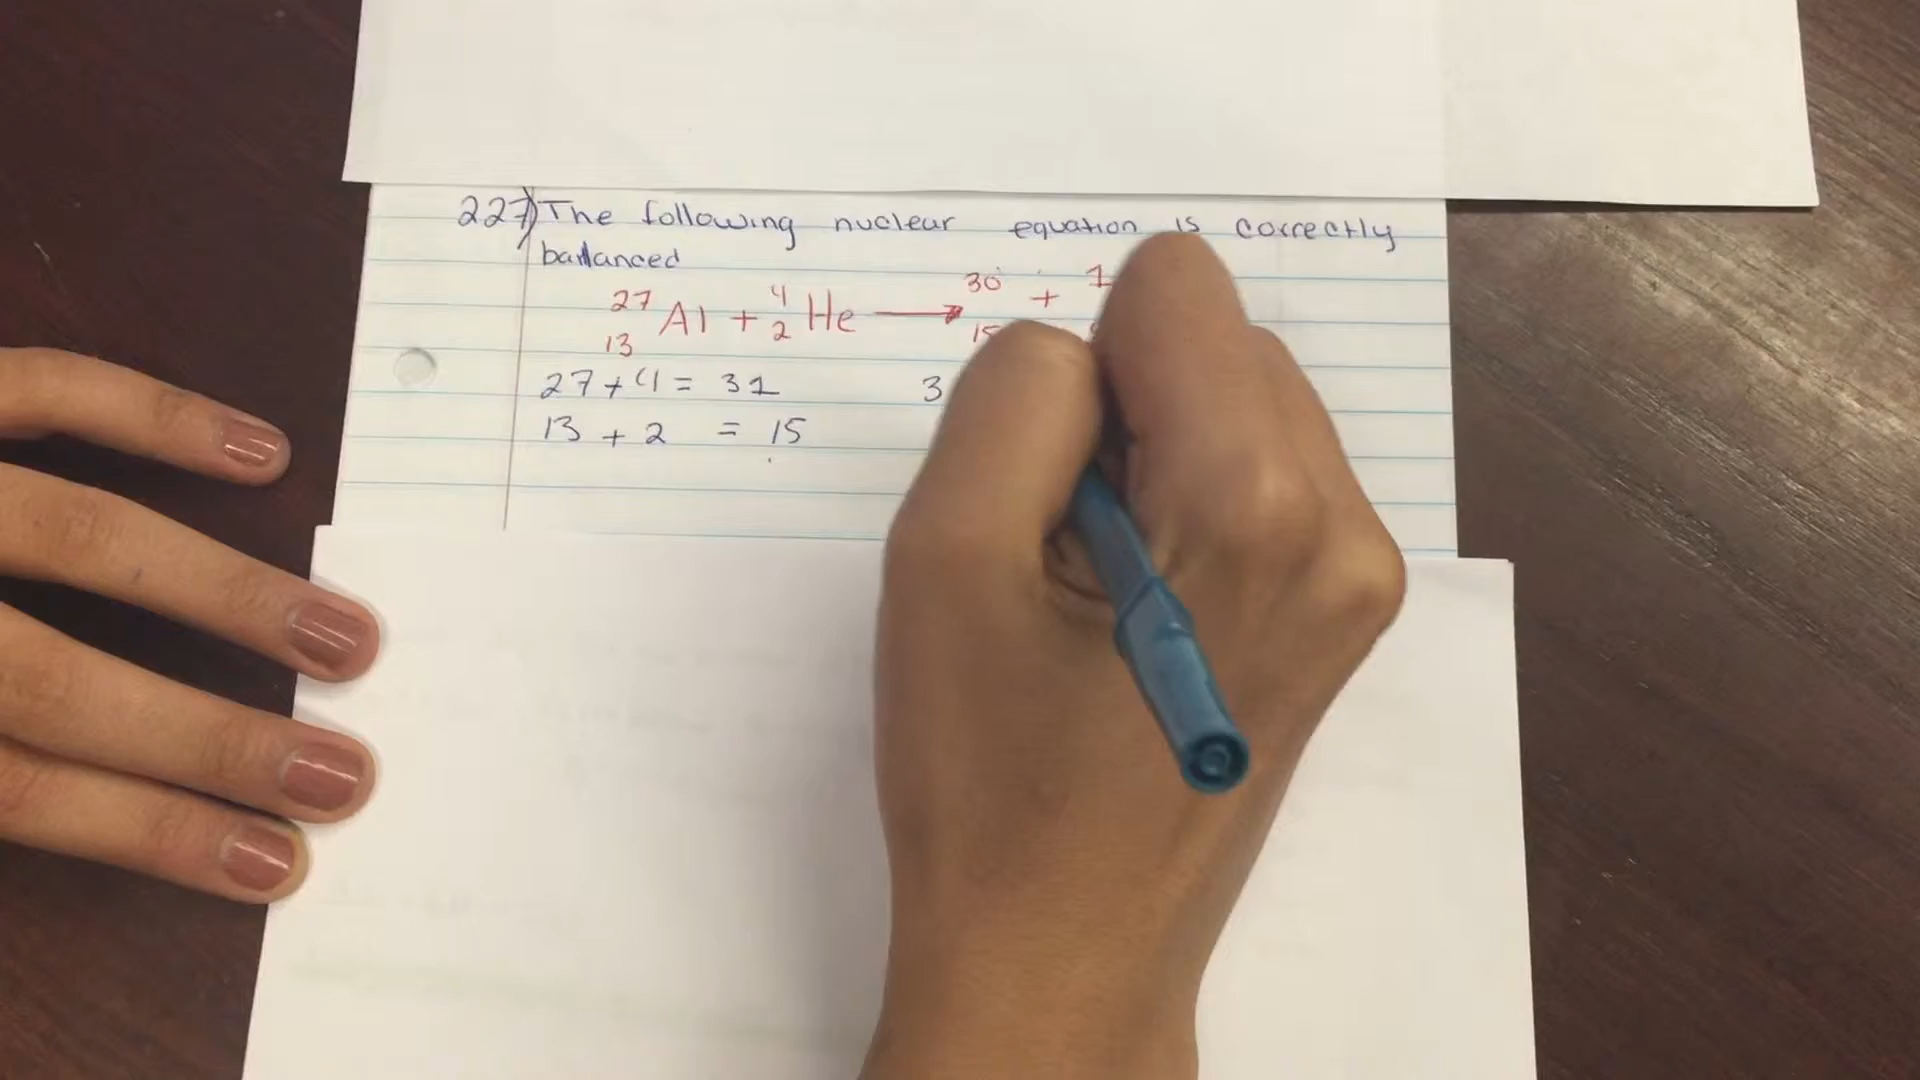 227) The following nuclear equation is correctly
balanced
27 4 30 1
Al + He → +
13 2 15
27 + 4 = 31 3
13 + 2 = 15